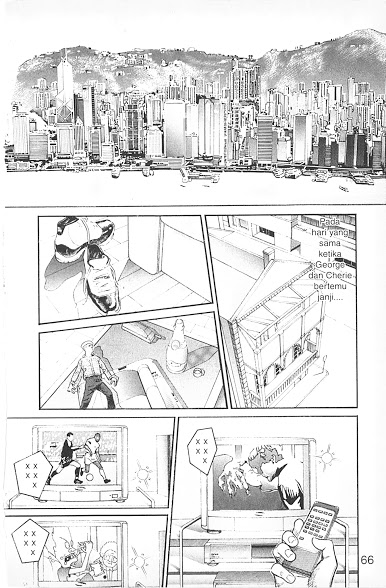 Pada
hari yang
sama
ketika
George
dan Cherie
bertemu
janji....
x x
x x
x x
x x
x x
x x
x x
x x
x
66